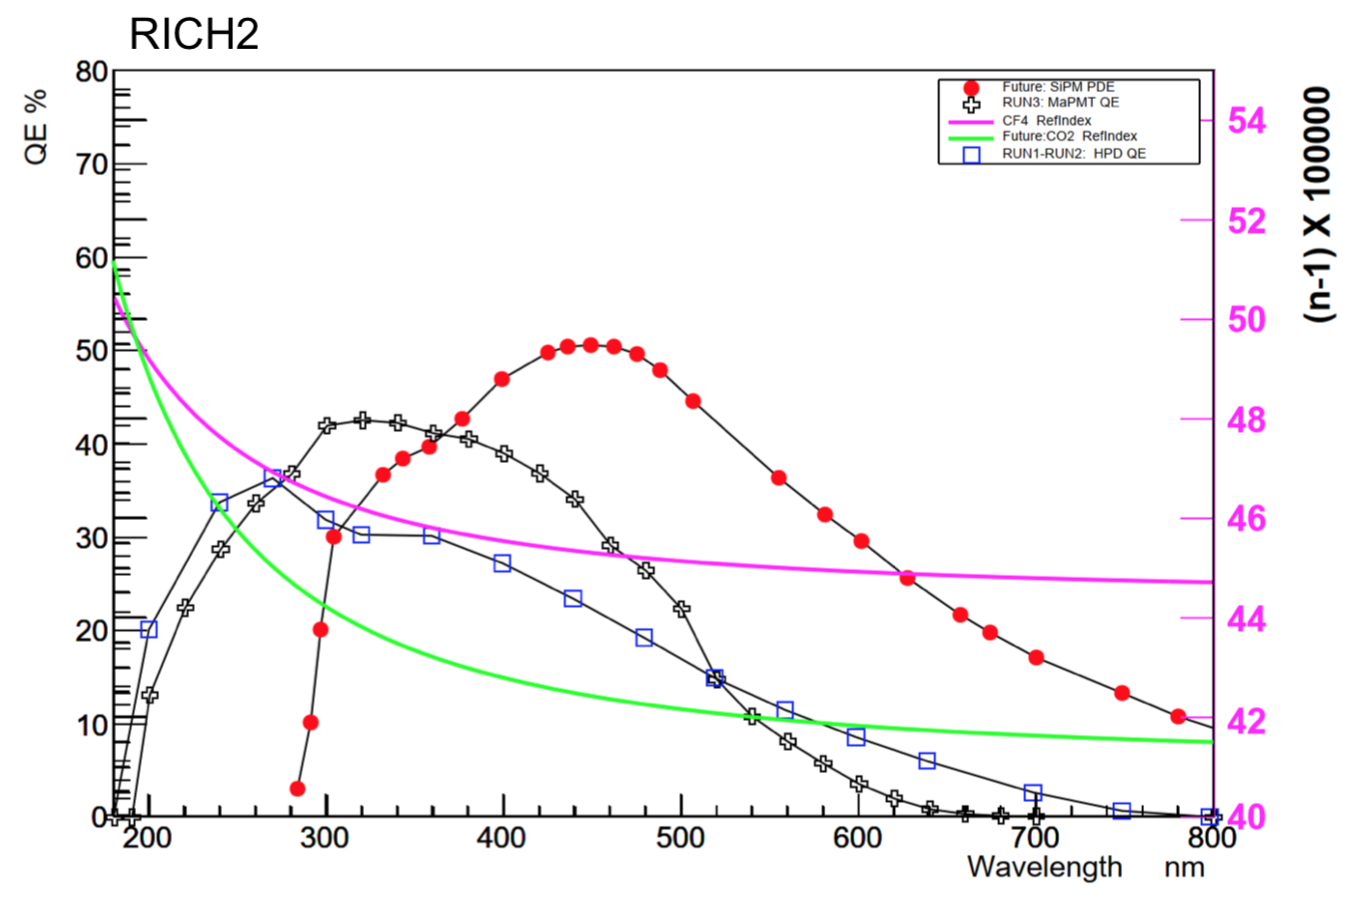 RICH2
QE %
80
70
60
50
40
30
20
10
0
Future: SiPM PDE
RUN3: MaPMT QE
CF4 RefIndex
Future:CO2 RefIndex
RUN1-RUN2: HPD QE
54
52
50
48
46
44
42
40
(n-1) X 100000
200 300 400 500 600 700 800
Wavelength nm